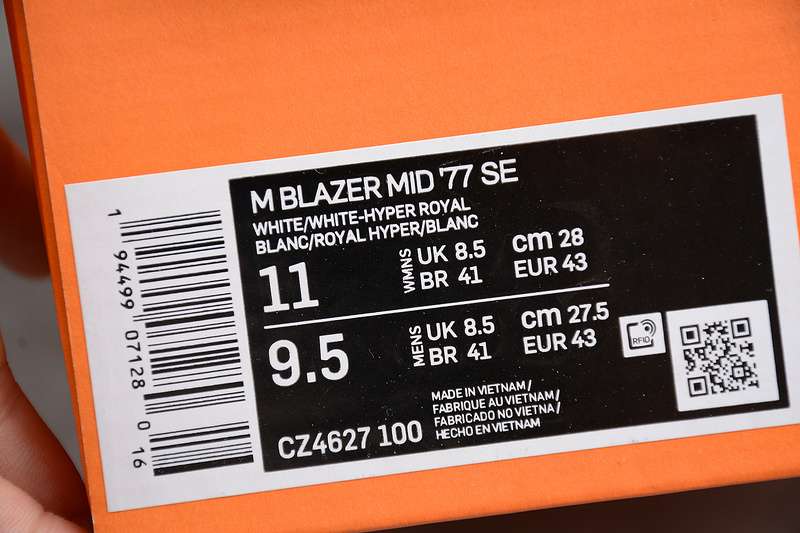 M BLAZER MID '77 SE
WHITE/WHITE-HYPER ROYAL
BLANC/ROYAL HYPER/BLANC
11
WMNS
UK 8.5
BR 41
cm 28
EUR 43
9.5
MENS
UK 8.5
BR 41
cm 27.5
EUR 43
RFID
CZ4627 100
MADE IN VIETNAM/
FABRIQUE AU VIETNAM/
FABRICADO NO VIETNA/
HECHO EN VIETNAM
1 94499 07128 0 16